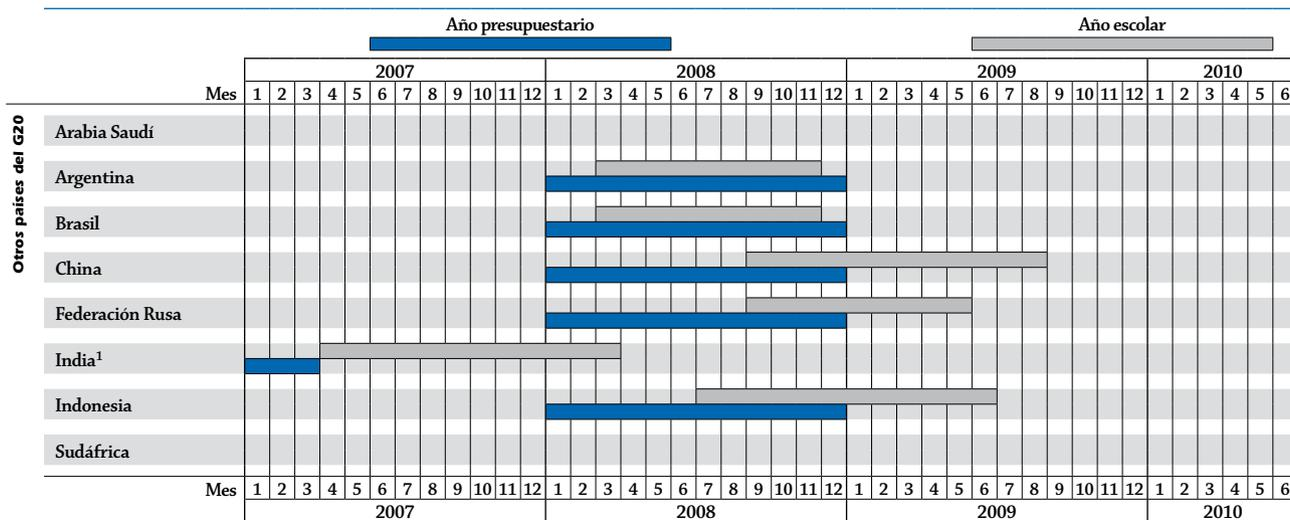 Año presupuestario Año escolar
2007 2008 2009 2010
Mes 1 2 3 4 5 6 7 8 9 10 11 12 1 2 3 4 5 6 7 8 9 10 11 12 1 2 3 4 5 6 7 8 9 10 11 12 1 2 3 4 5 6
Otros países del G20
Arabia Saudí
Argentina
Brasil
China
Federación Rusa
India¹
Indonesia
Sudáfrica
Mes 1 2 3 4 5 6 7 8 9 10 11 12 1 2 3 4 5 6 7 8 9 10 11 12 1 2 3 4 5 6 7 8 9 10 11 12 1 2 3 4 5 6
2007 2008 2009 2010